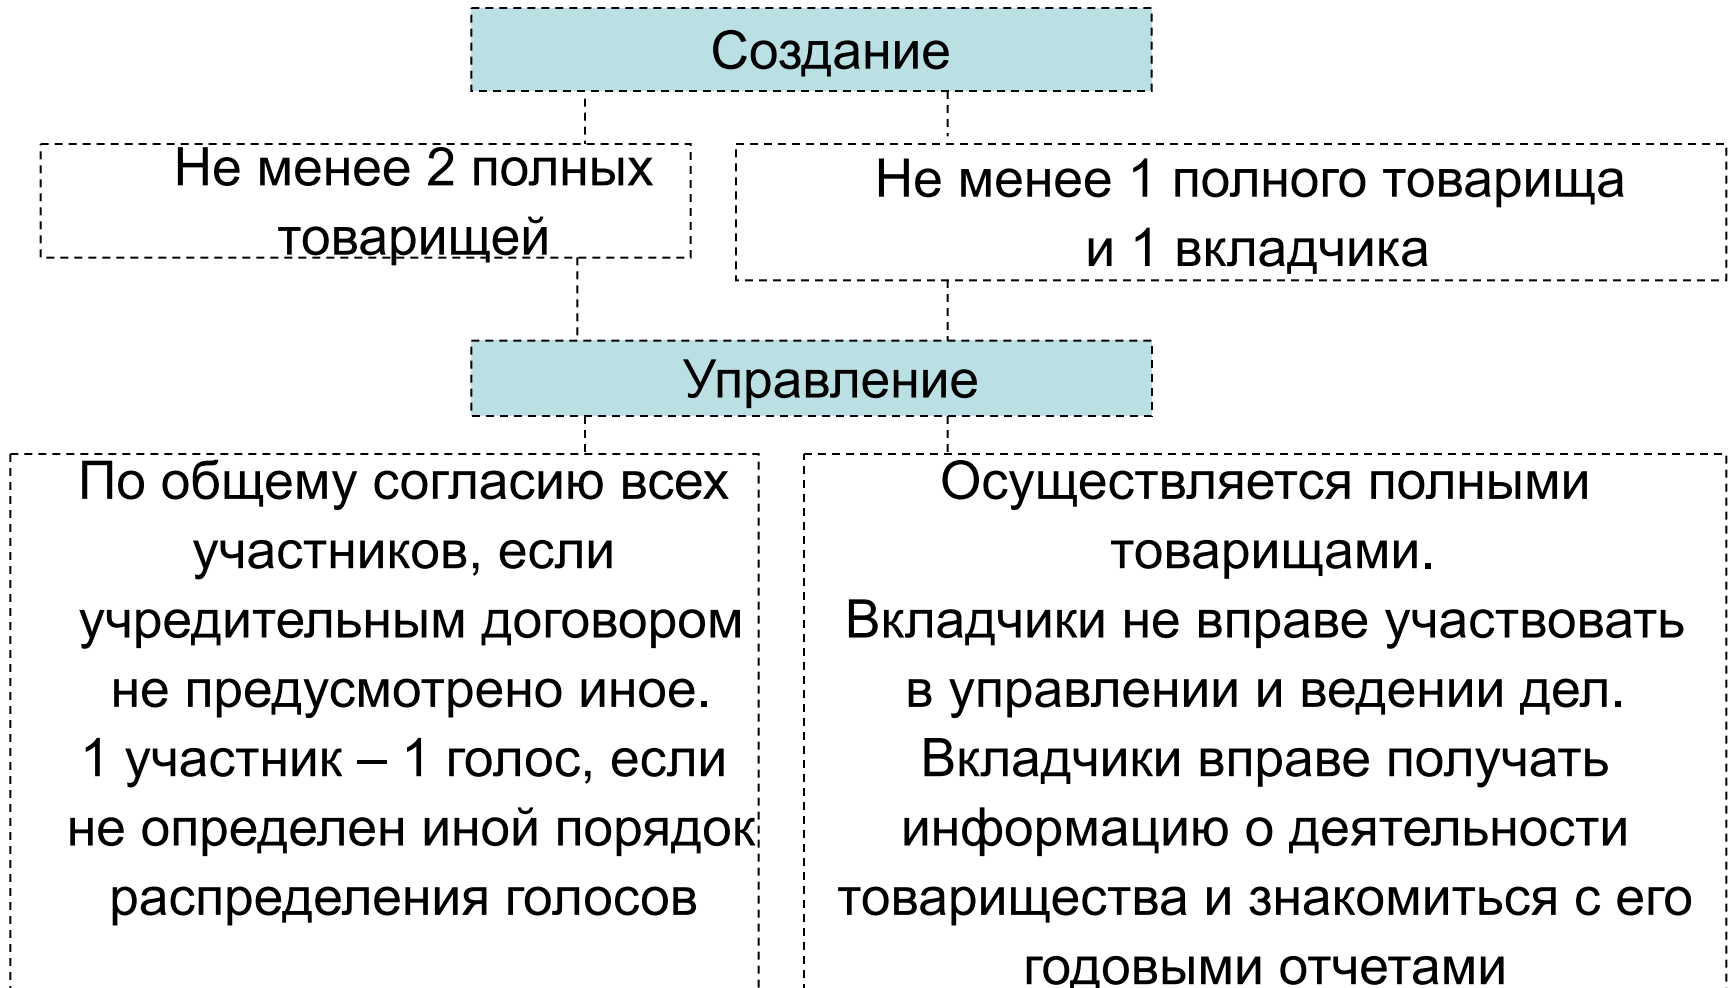 Создание
Не менее 2 полных
товарищей
Не менее 1 полного товарища
и 1 вкладчика
Управление
По общему согласию всех
участников, если
учредительным договором
не предусмотрено иное.
1 участник – 1 голос, если
не определен иной порядок
распределения голосов
Осуществляется полными
товарищами.
Вкладчики не вправе участвовать
в управлении и ведении дел.
Вкладчики вправе получать
информацию о деятельности
товарищества и знакомиться с его
годовыми отчетами